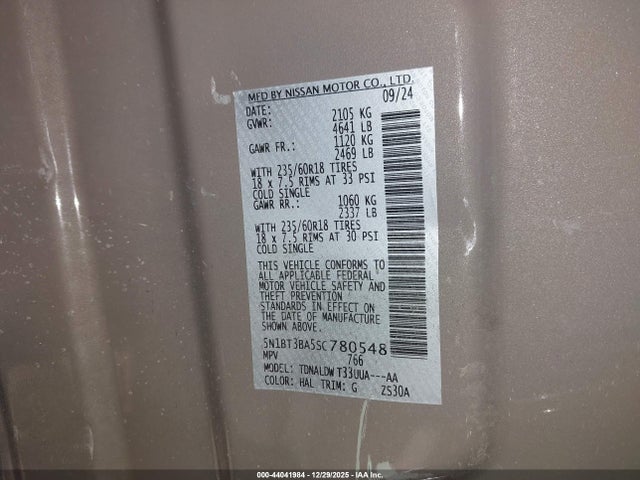 MFD BY NISSAN MOTOR CO., LTD.
DATE: 09/24
GVWR: 2105 KG
4641 LB
GAWR FR.: 1120 KG
2469 LB
WITH 235/60R18 TIRES
18 x 7.5 RIMS AT 33 PSI
COLD SINGLE
GAWR RR.: 1060 KG
2337 LB
WITH 235/60R18 TIRES
18 x 7.5 RIMS AT 30 PSI
COLD SINGLE
THIS VEHICLE CONFORMS TO
ALL APPLICABLE FEDERAL
MOTOR VEHICLE SAFETY AND
THEFT PREVENTION
STANDARDS IN EFFECT ON
THE DATE OF MANUFACTURE
SHOWN ABOVE.
5N1BT3BA5SC780548
MPV 766
MODEL: TDNALDW T33UUA---AA
COLOR: HAL TRIM: G ZS30A
000-44041984 | 12/29/2025 - IAA Inc.